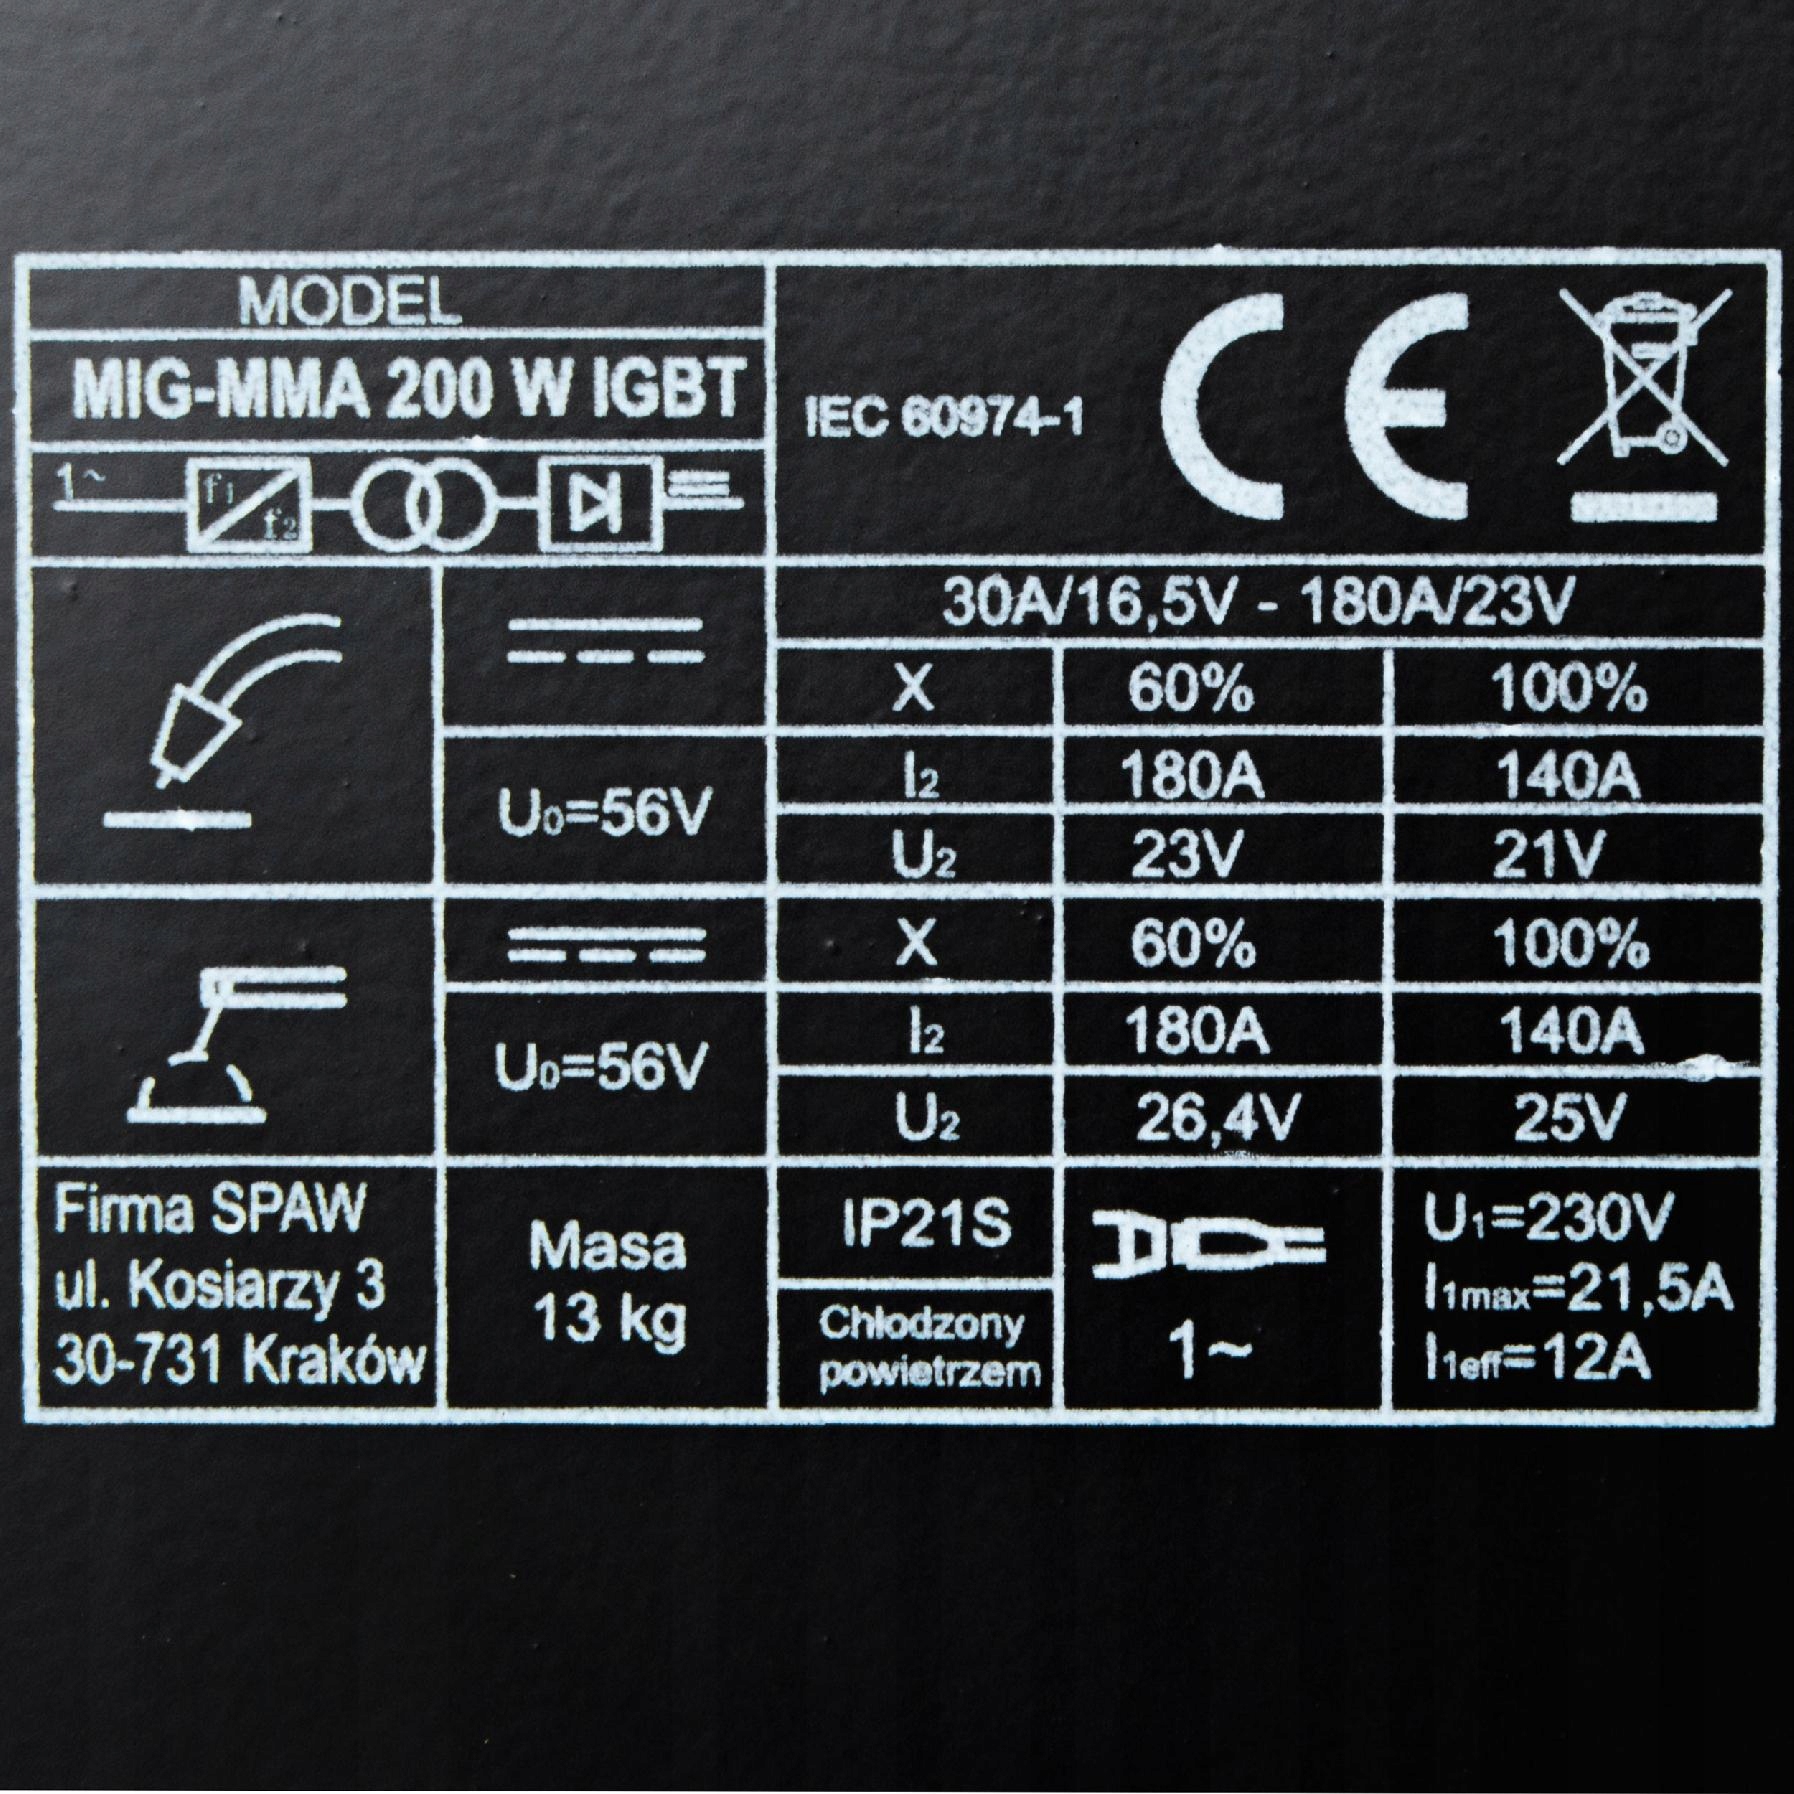 MODEL
MIG-MMA 200 W IGBT
1~ f1 f2
IEC 60974-1 CE
30A/16,5V - 180A/23V
X 60% 100%
I2 180A 140A
U0=56V
U2 23V 21V
X 60% 100%
I2 180A 140A
U0=56V
U2 26,4V 25V
Firma SPAW
ul. Kosiarzy 3
30-731 Kraków
Masa
13 kg
IP21S
Chłodzony
powietrzem
1~
U1=230V
I1max=21,5A
I1eff=12A